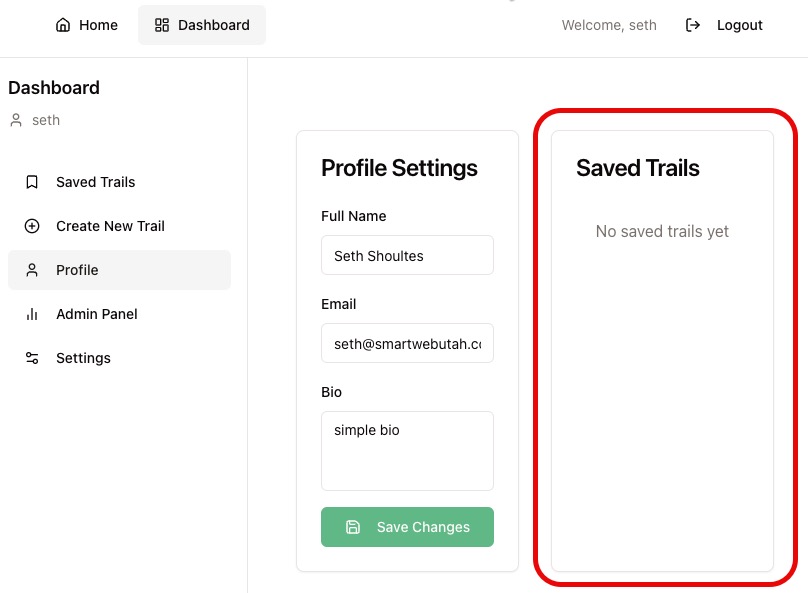 Home
Dashboard
Welcome, seth
Logout
Dashboard
seth
Saved Trails
Create New Trail
Profile
Admin Panel
Settings
Profile Settings
Full Name
Seth Shoultes
Email
seth@smartwebutah.co
Bio
simple bio
Save Changes
Saved Trails
No saved trails yet